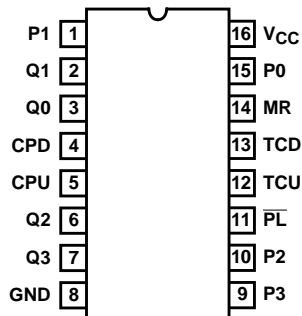 P1 1 16 VCC
Q1 2 15 P0
Q0 3 14 MR
CPD 4 13 TCD
CPU 5 12 TCU
Q2 6 11 P̅L̅
Q3 7 10 P2
GND 8 9 P3